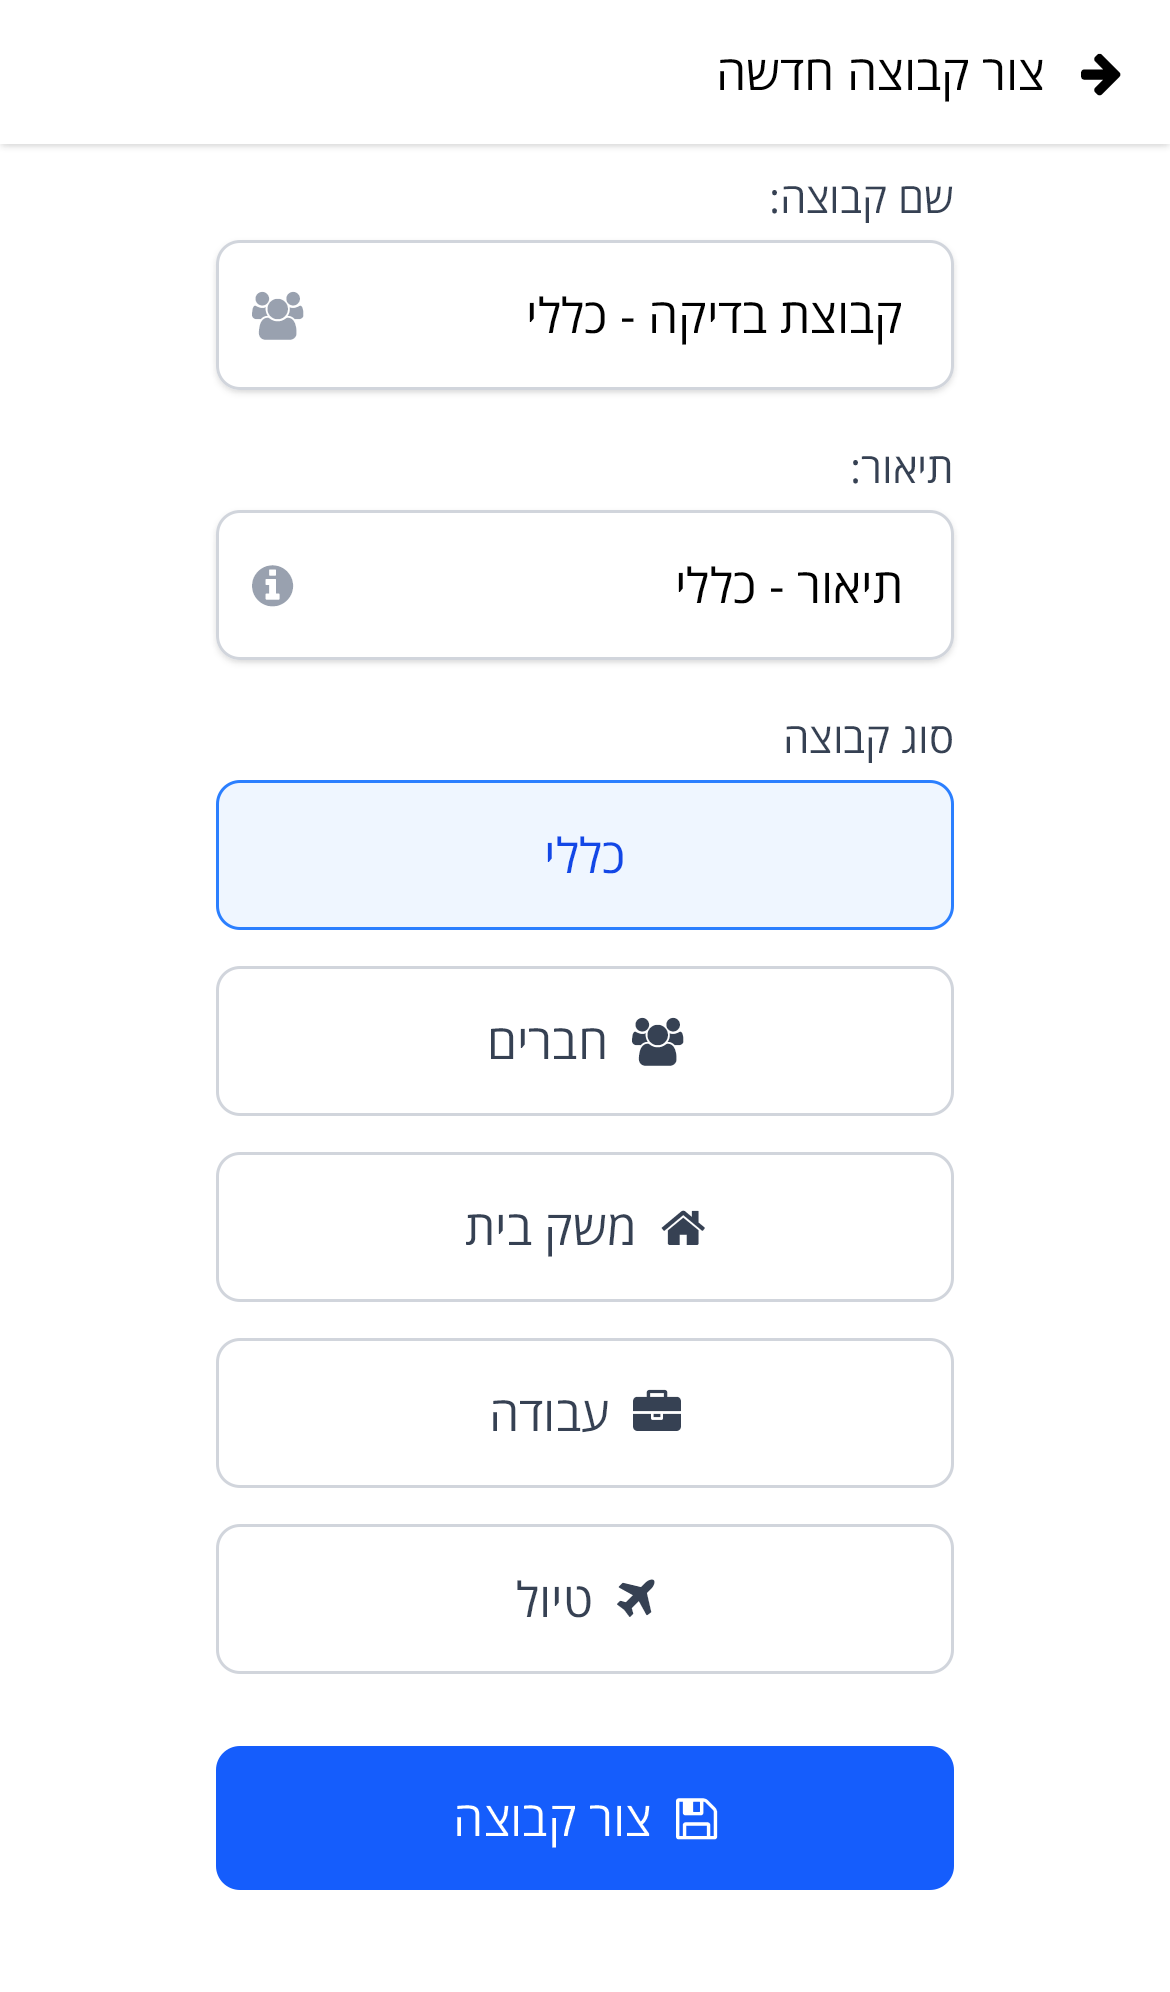 צור קבוצה חדשה
שם קבוצה:
קבוצת בדיקה - כללי
תיאור:
תיאור - כללי
סוג קבוצה
כללי
חברים
משק בית
עבודה
טיול
צור קבוצה